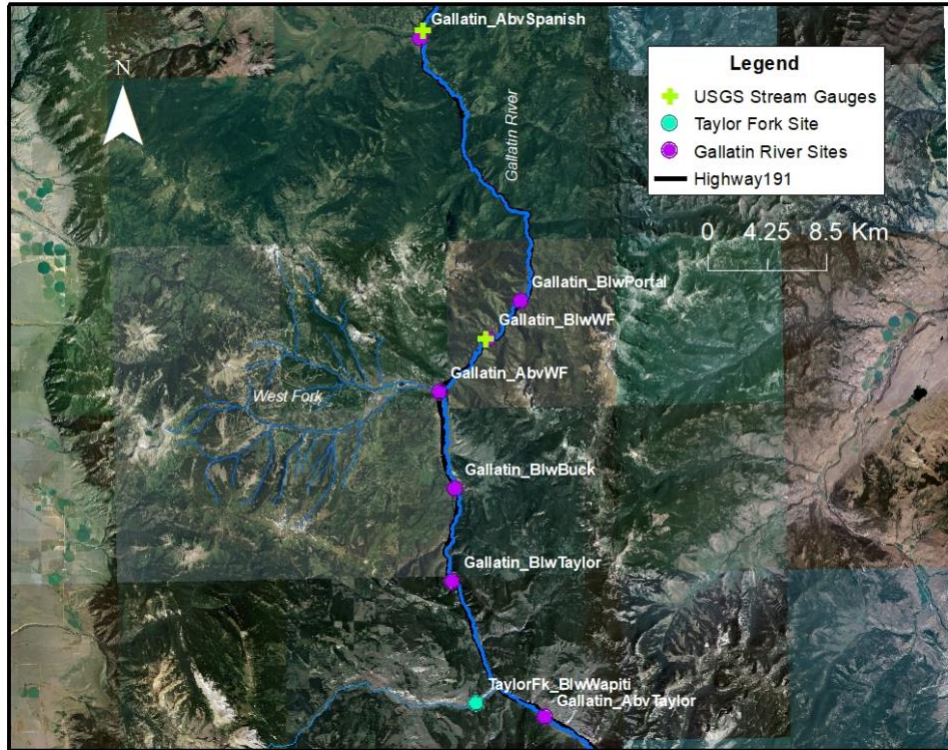 Gallatin_AbvSpanish
N
Gallatin River
Legend
USGS Stream Gauges
Taylor Fork Site
Gallatin River Sites
Highway191
0 4.25 8.5 Km
Gallatin_BlwPortal
Gallatin_BlwWF
Gallatin_AbvWF
West Fork
Gallatin_BlwBuck
Gallatin_BlwTaylor
TaylorFk_BlwWapiti
Gallatin_AbvTaylor